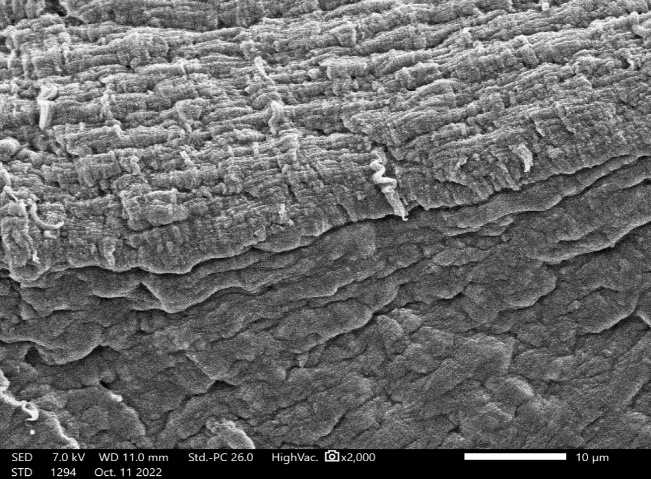 SED 7.0 kV WD 11.0 mm Std.-PC 26.0 HighVac. x2,000 10 μm
STD 1294 Oct. 11 2022